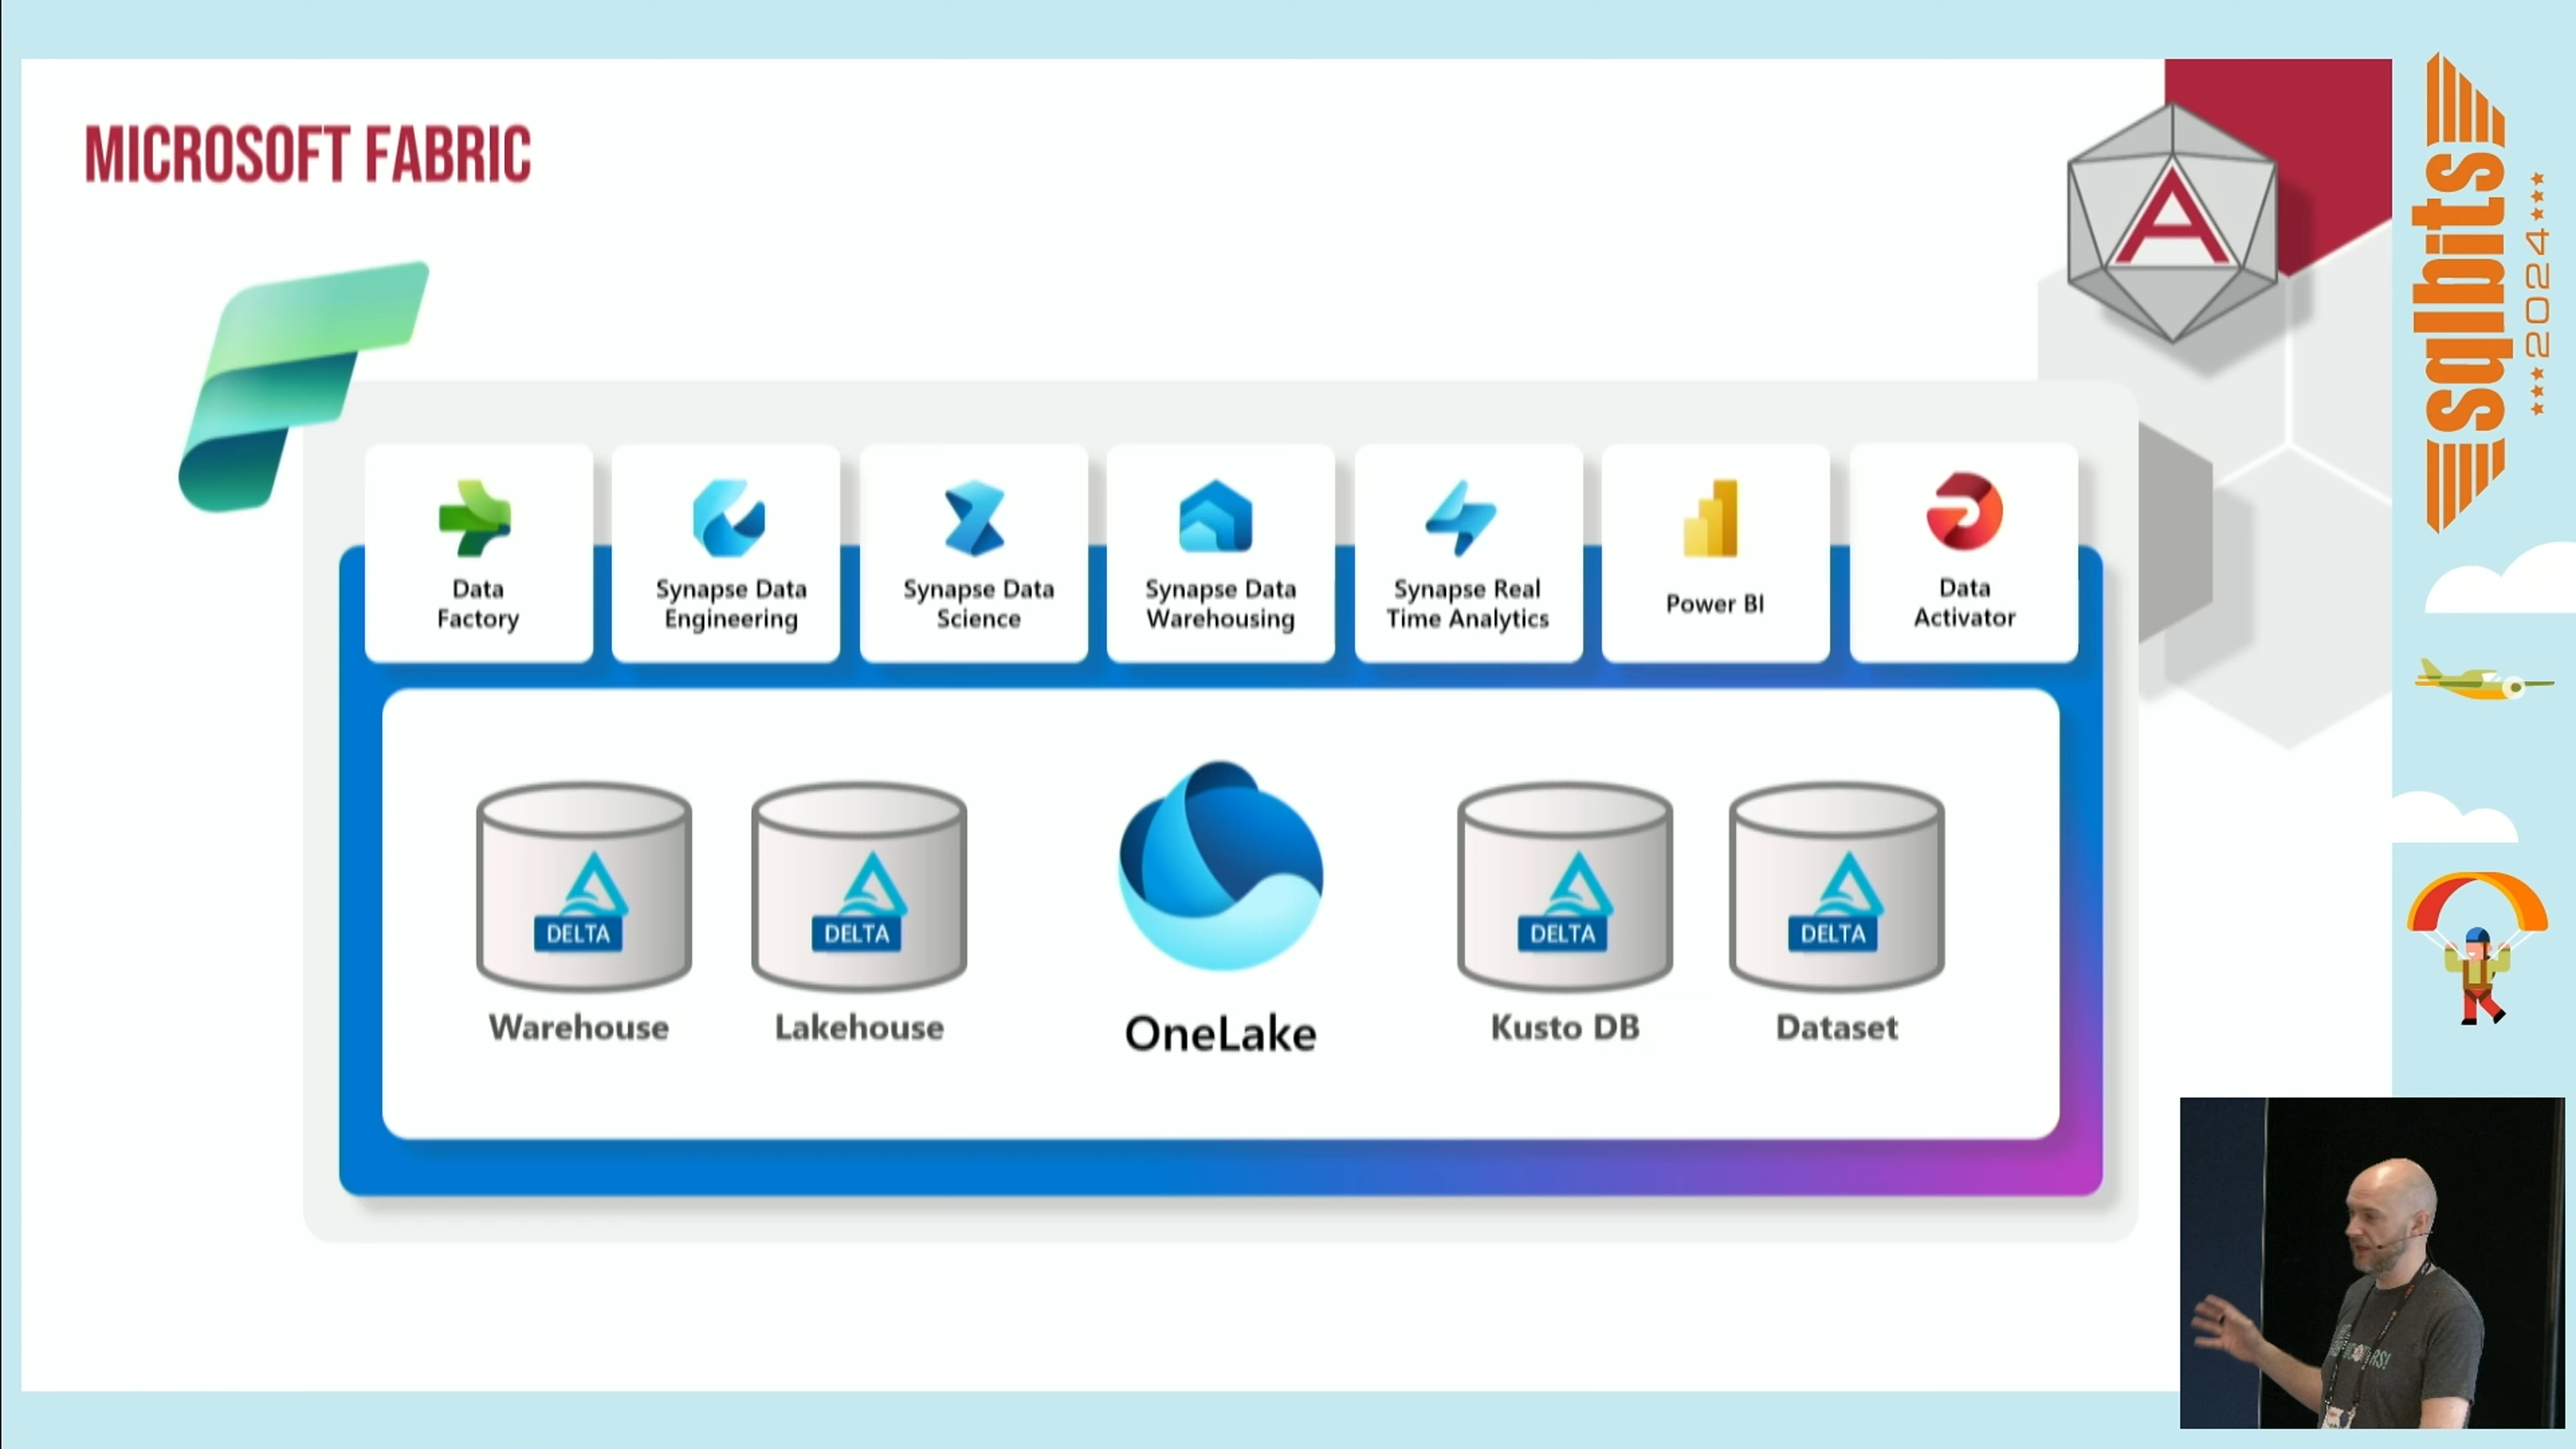 MICROSOFT FABRIC
A
sqlbits
2024
Data
Factory
Synapse Data
Engineering
Synapse Data
Science
Synapse Data
Warehousing
Synapse Real
Time Analytics
Power BI
Data
Activator
DELTA
Warehouse
DELTA
Lakehouse
OneLake
DELTA
Kusto DB
DELTA
Dataset